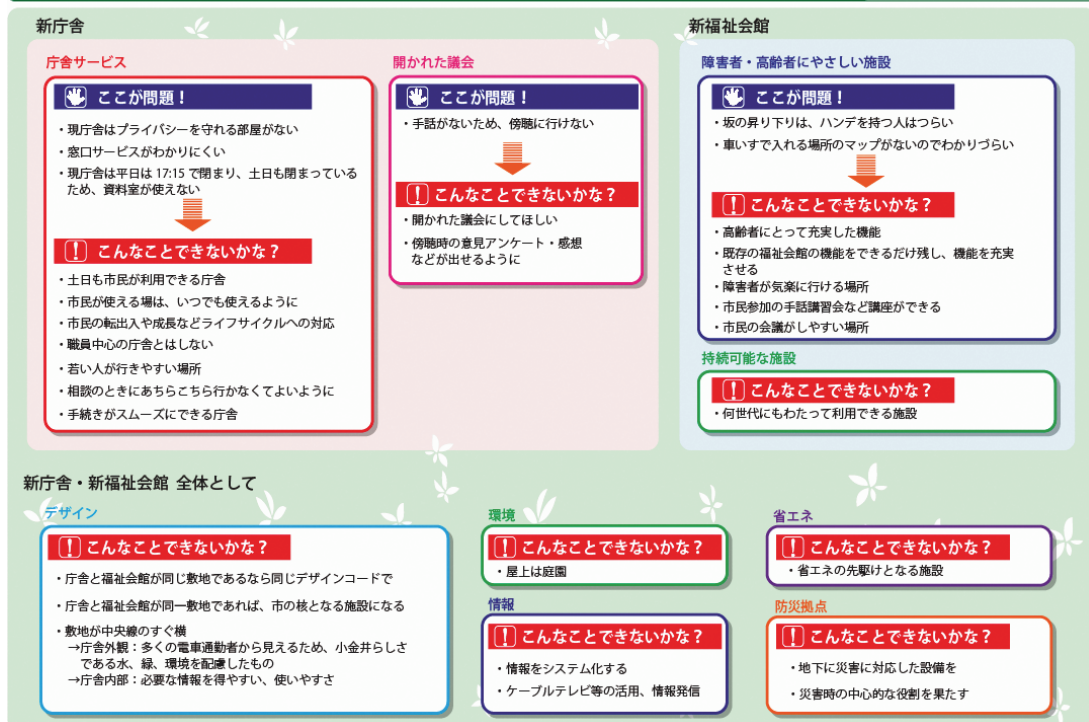 新庁舎
庁舎サービス
ここが問題！
・現庁舎はプライバシーを守れる部屋がない
・窓口サービスがわかりにくい
・現庁舎は平日は 17:15 で閉まり、土日も閉まっている
ため、資料室が使えない
こんなことできないかな？
・土日も市民が利用できる庁舎
・市民が使える場は、いつでも使えるように
・市民の転出入や成長などライフサイクルへの対応
・職員中心の庁舎とはしない
・若い人が行きやすい場所
・相談のときにあちらこちら行かなくてよいように
・手続きがスムーズにできる庁舎
開かれた議会
ここが問題！
・手話がないため、傍聴に行けない
こんなことできないかな？
・開かれた議会にしてほしい
・傍聴時の意見アンケート・感想
などが出せるように
新福祉会館
障害者・高齢者にやさしい施設
ここが問題！
・坂の昇り下りは、ハンデを持つ人はつらい
・車いすで入れる場所のマップがないのでわかりづらい
こんなことできないかな？
・高齢者にとって充実した機能
・既存の福祉会館の機能をできるだけ残し、機能を充実
させる
・障害者が気楽に行ける場所
・市民参加の手話講習会など講座ができる
・市民の会議がしやすい場所
持続可能な施設
こんなことできないかな？
・何世代にもわたって利用できる施設
新庁舎・新福祉会館 全体として
デザイン
こんなことできないかな？
・庁舎と福祉会館が同じ敷地であるなら同じデザインコードで
・庁舎と福祉会館が同一敷地であれば、市の核となる施設になる
・敷地が中央線のすぐ横
→庁舎外観：多くの電車通勤者から見えるため、小金井らしさ
である水、緑、環境を配慮したもの
→庁舎内部：必要な情報を得やすい、使いやすさ
環境
こんなことできないかな？
・屋上は庭園
情報
こんなことできないかな？
・情報をシステム化する
・ケーブルテレビ等の活用、情報発信
省エネ
こんなことできないかな？
・省エネの先駆けとなる施設
防災拠点
こんなことできないかな？
・地下に災害に対応した設備を
・災害時の中心的な役割を果たす